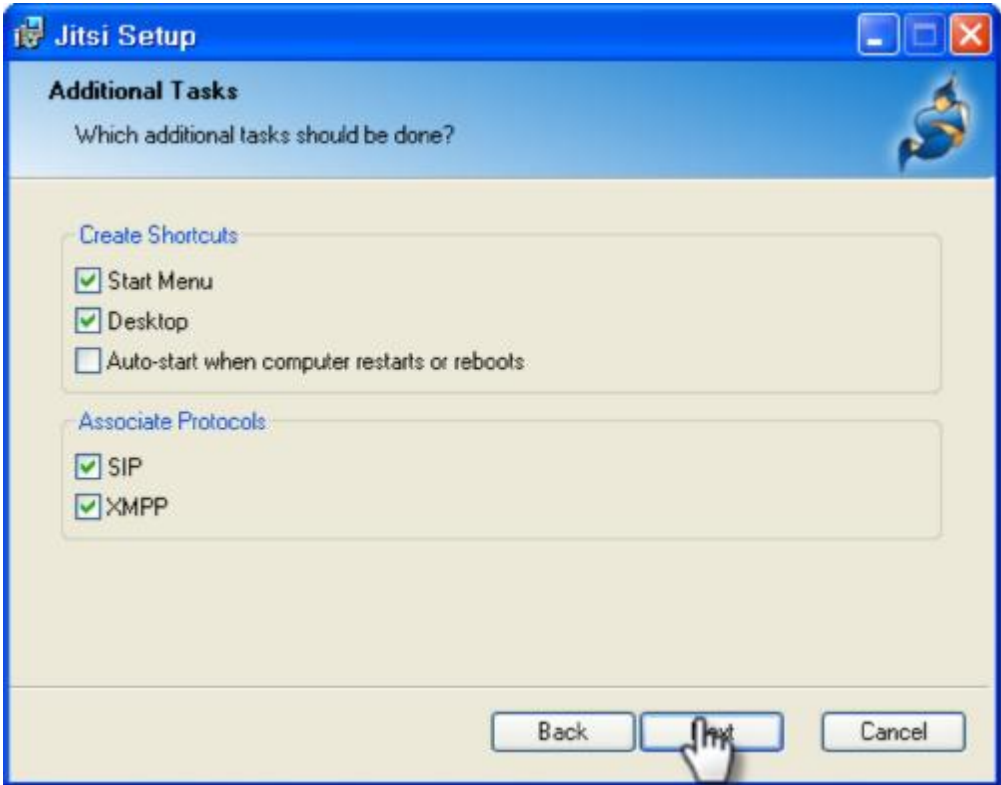 Jitsi Setup
Additional Tasks
Which additional tasks should be done?
Create Shortcuts
Start Menu
Desktop
Auto-start when computer restarts or reboots
Associate Protocols
SIP
XMPP
Back
Next
Cancel